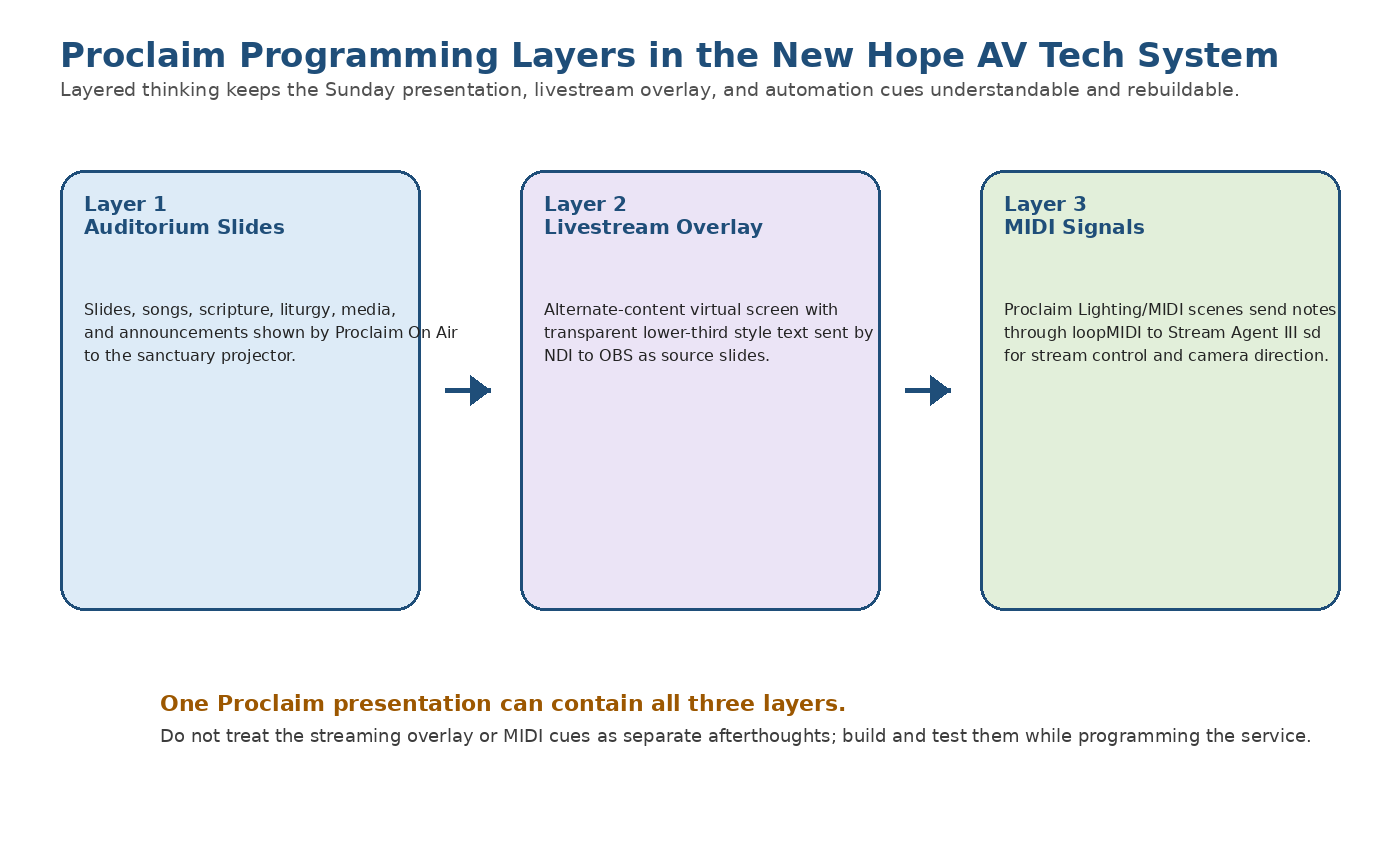 Proclaim Programming Layers in the New Hope AV Tech System
Layered thinking keeps the Sunday presentation, livestream overlay, and automation cues understandable and rebuildable.
Layer 1
Auditorium Slides
Slides, songs, scripture, liturgy, media,
and announcements shown by Proclaim On Air
to the sanctuary projector.
Layer 2
Livestream Overlay
Alternate-content virtual screen with
transparent lower-third style text sent by
NDI to OBS as source slides.
Layer 3
MIDI Signals
Proclaim Lighting/MIDI scenes send notes
through loopMIDI to Stream Agent III sd
for stream control and camera direction.
One Proclaim presentation can contain all three layers.
Do not treat the streaming overlay or MIDI cues as separate afterthoughts; build and test them while programming the service.